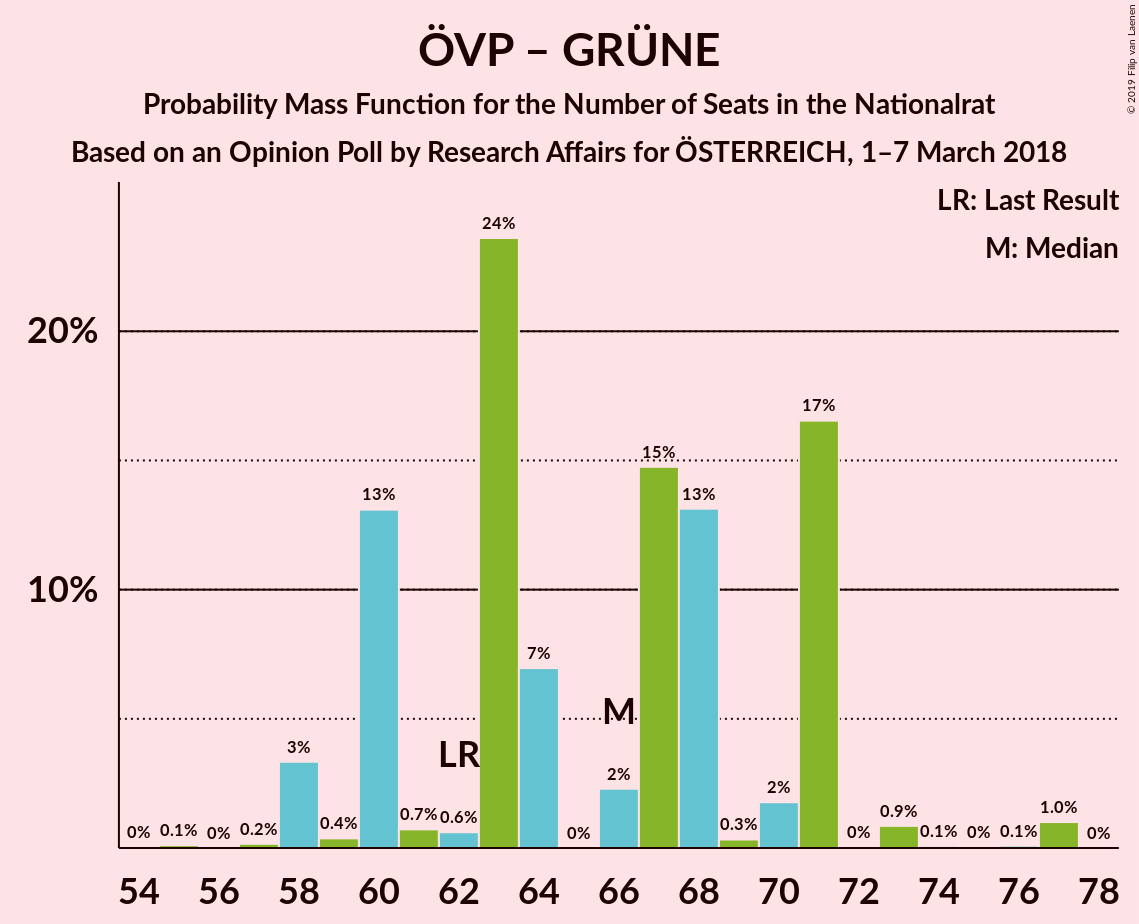 ÖVP – GRÜNE
Probability Mass Function for the Number of Seats in the Nationalrat
Based on an Opinion Poll by Research Affairs for ÖSTERREICH, 1–7 March 2018
© 2019 Filip van Laenen
LR: Last Result
M: Median
20%
10%
0% 0.1% 0% 0.2% 3% 0.4% 13% 0.7% 0.6% 24% 7% 0% 2% 15% 13% 0.3% 2% 17% 0% 0.9% 0.1% 0% 0.1% 1.0% 0%
M
LR
54 56 58 60 62 64 66 68 70 72 74 76 78